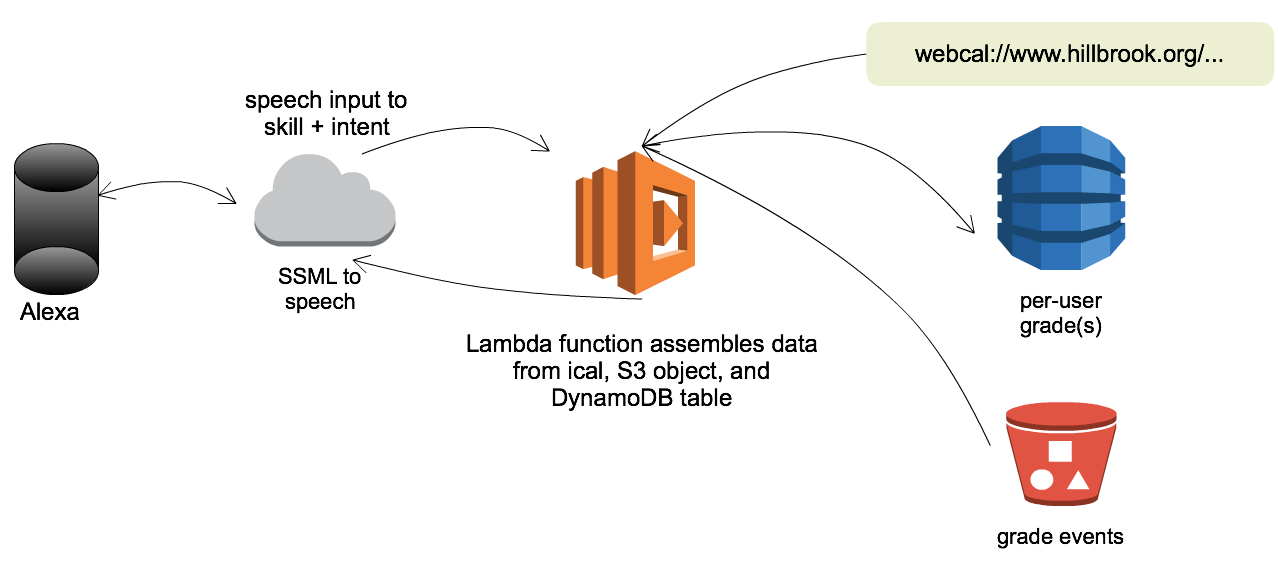 webcal://www.hillbrook.org/...
speech input to
skill + intent
Alexa
SSML to
speech
Lambda function assembles data
from ical, S3 object, and
DynamoDB table
per-user
grade(s)
grade events